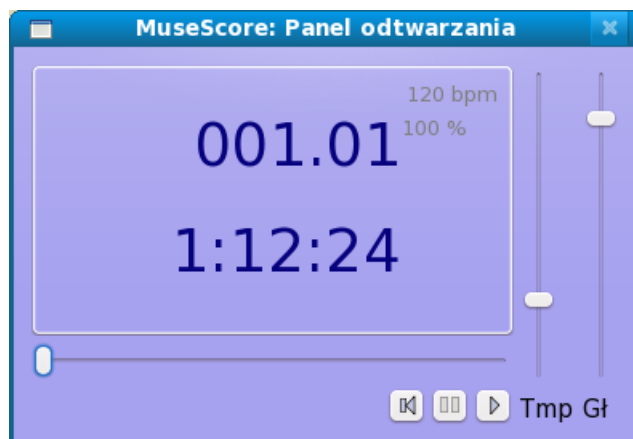 MuseScore: Panel odtwarzania
120 bpm
001.01 100 %
1:12:24
Tmp Gł